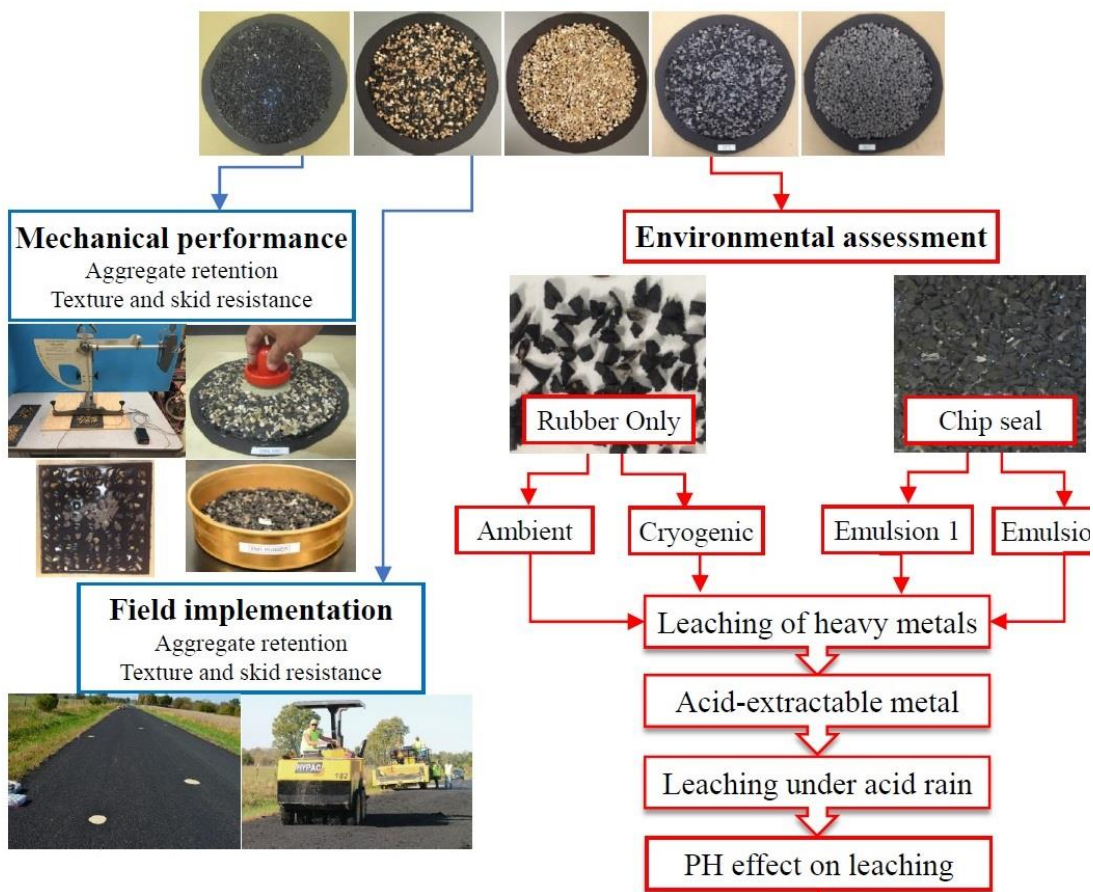 Mechanical performance
Aggregate retention
Texture and skid resistance
Environmental assessment
Rubber Only
Chip seal
Ambient
Cryogenic
Emulsion 1
Emulsio
Field implementation
Aggregate retention
Texture and skid resistance
HYPAC
Leaching of heavy metals
Acid-extractable metal
Leaching under acid rain
PH effect on leaching